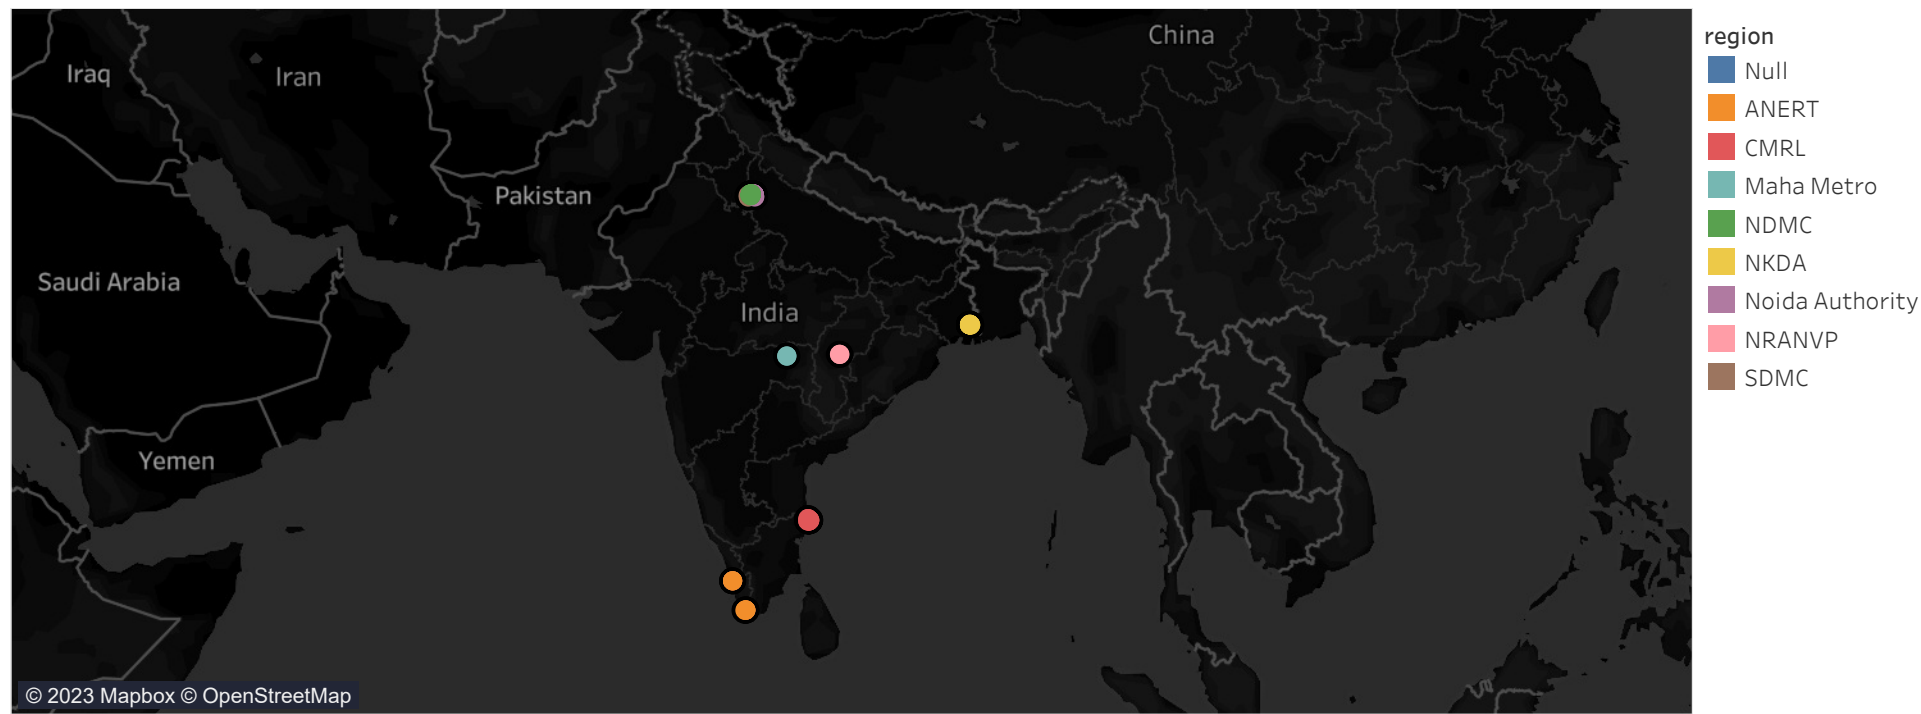 China
Iraq
Iran
Pakistan
Saudi Arabia
India
Yemen
© 2023 Mapbox © OpenStreetMap
region
Null
ANERT
CMRL
Maha Metro
NDMC
NKDA
Noida Authority
NRANVP
SDMC